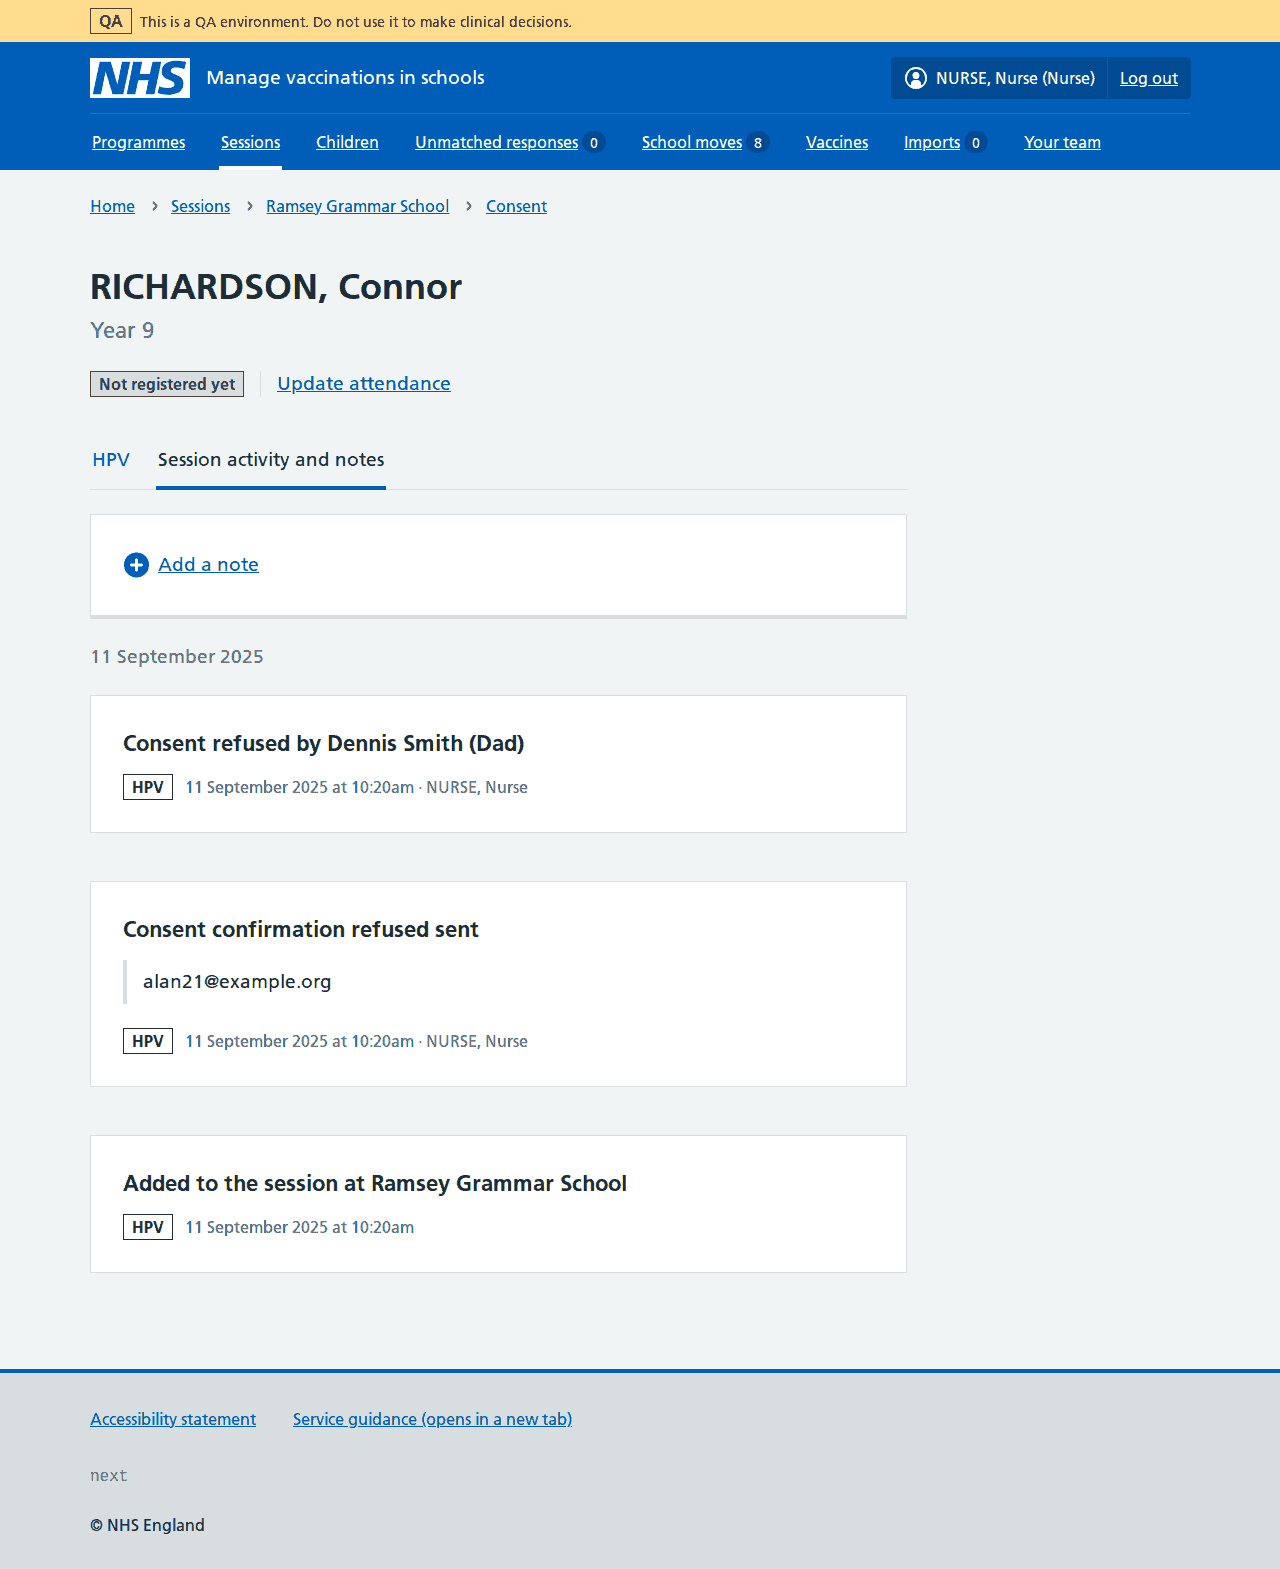 QA This is a QA environment. Do not use it to make clinical decisions.
NHS Manage vaccinations in schools NURSE, Nurse (Nurse) Log out
Programmes Sessions Children Unmatched responses 0 School moves 8 Vaccines Imports 0 Your team
Home Sessions Ramsey Grammar School Consent
RICHARDSON, Connor
Year 9
Not registered yet Update attendance
HPV Session activity and notes
Add a note
11 September 2025
Consent refused by Dennis Smith (Dad)
HPV 11 September 2025 at 10:20am · NURSE, Nurse
Consent confirmation refused sent
alan21@example.org
HPV 11 September 2025 at 10:20am · NURSE, Nurse
Added to the session at Ramsey Grammar School
HPV 11 September 2025 at 10:20am
Accessibility statement Service guidance (opens in a new tab)
next
© NHS England